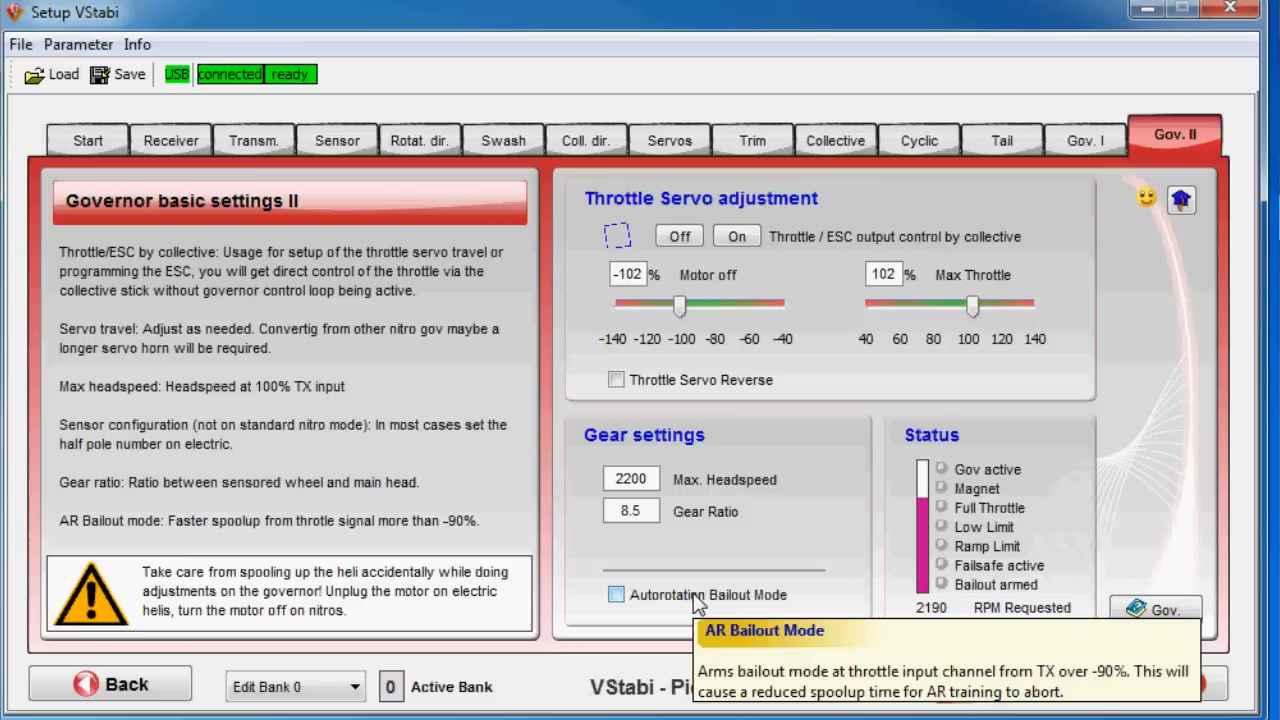 Setup VStabi
File Parameter Info
Load Save USB connected ready
Start Receiver Transm. Sensor Rotat. dir. Swash Coll. dir. Servos Trim Collective Cyclic Tail Gov. I Gov. II
Governor basic settings II
Throttle/ESC by collective: Usage for setup of the throttle servo travel or
programming the ESC, you will get direct control of the throttle via the
collective stick without governor control loop being active.
Servo travel: Adjust as needed. Convertig from other nitro gov maybe a
longer servo horn will be required.
Max headspeed: Headspeed at 100% TX input
Sensor configuration (not on standard nitro mode): In most cases set the
half pole number on electric.
Gear ratio: Ratio between sensored wheel and main head.
AR Bailout mode: Faster spoolup from throtle signal more than -90%.
Take care from spooling up the heli accidentally while doing
adjustments on the governor! Unplug the motor on electric
helis, turn the motor off on nitros.
Throttle Servo adjustment
Off On Throttle / ESC output control by collective
-102 % Motor off 102 % Max Throttle
-140 -120 -100 -80 -60 -40 40 60 80 100 120 140
Throttle Servo Reverse
Gear settings
2200 Max. Headspeed
8.5 Gear Ratio
Autorotation Bailout Mode
Status
Gov active
Magnet
Full Throttle
Low Limit
Ramp Limit
Failsafe active
Bailout armed
2190 RPM Requested
Gov.
AR Bailout Mode
Arms bailout mode at throttle input channel from TX over -90%. This will
cause a reduced spoolup time for AR training to abort.
Back Edit Bank 0 0 Active Bank VStabi -